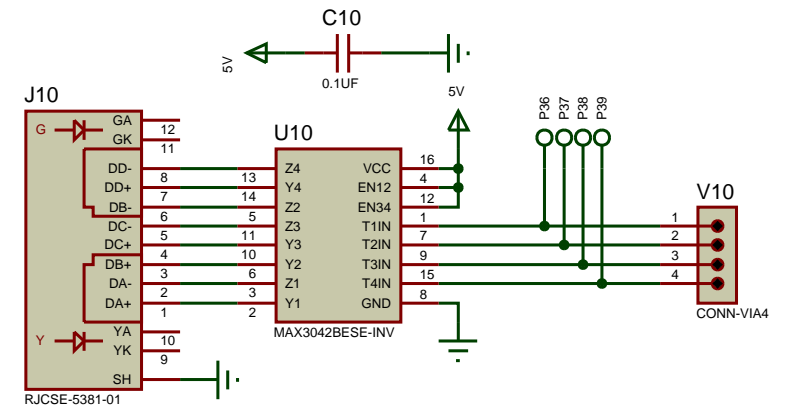 C10
5V
0.1UF
5V
P36
P37
P38
P39
J10
G
GA
12
GK
11
DD-
8
DD+
7
DB-
6
DC-
5
DC+
4
DB+
3
DA-
2
DA+
1
Y
YA
10
YK
9
SH
RJCSE-5381-01
U10
13
Z4
14
Y4
5
Z2
11
Z3
10
Y3
6
Y2
3
Z1
2
Y1
VCC
16
EN12
4
EN34
12
T1IN
1
T2IN
7
T3IN
9
T4IN
15
GND
8
MAX3042BESE-INV
V10
1
2
3
4
CONN-VIA4